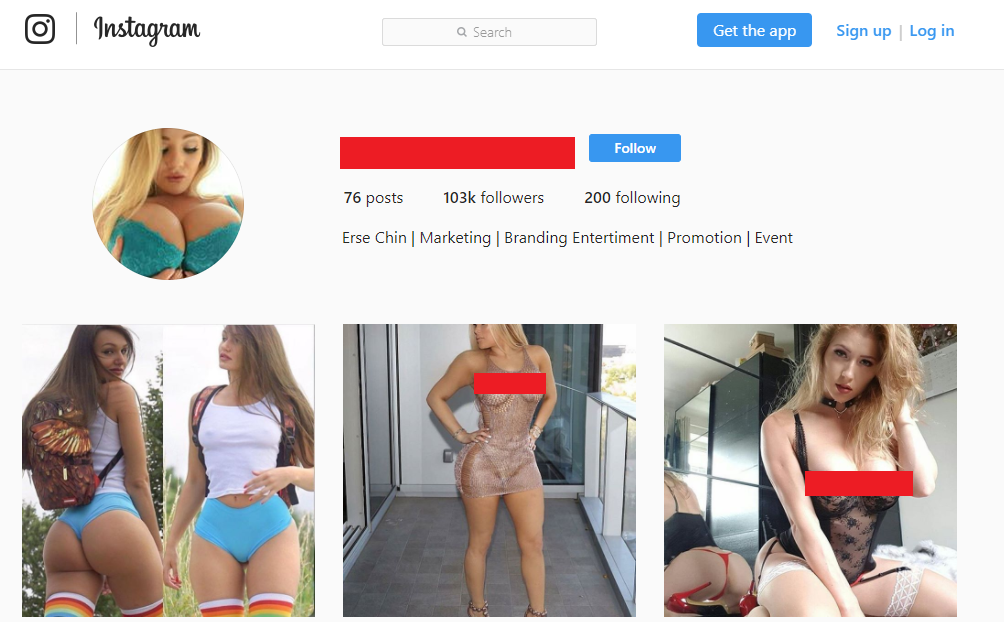 Instagram
Search
Get the app
Sign up | Log in
Follow
76 posts 103k followers 200 following
Erse Chin | Marketing | Branding Entertiment | Promotion | Event